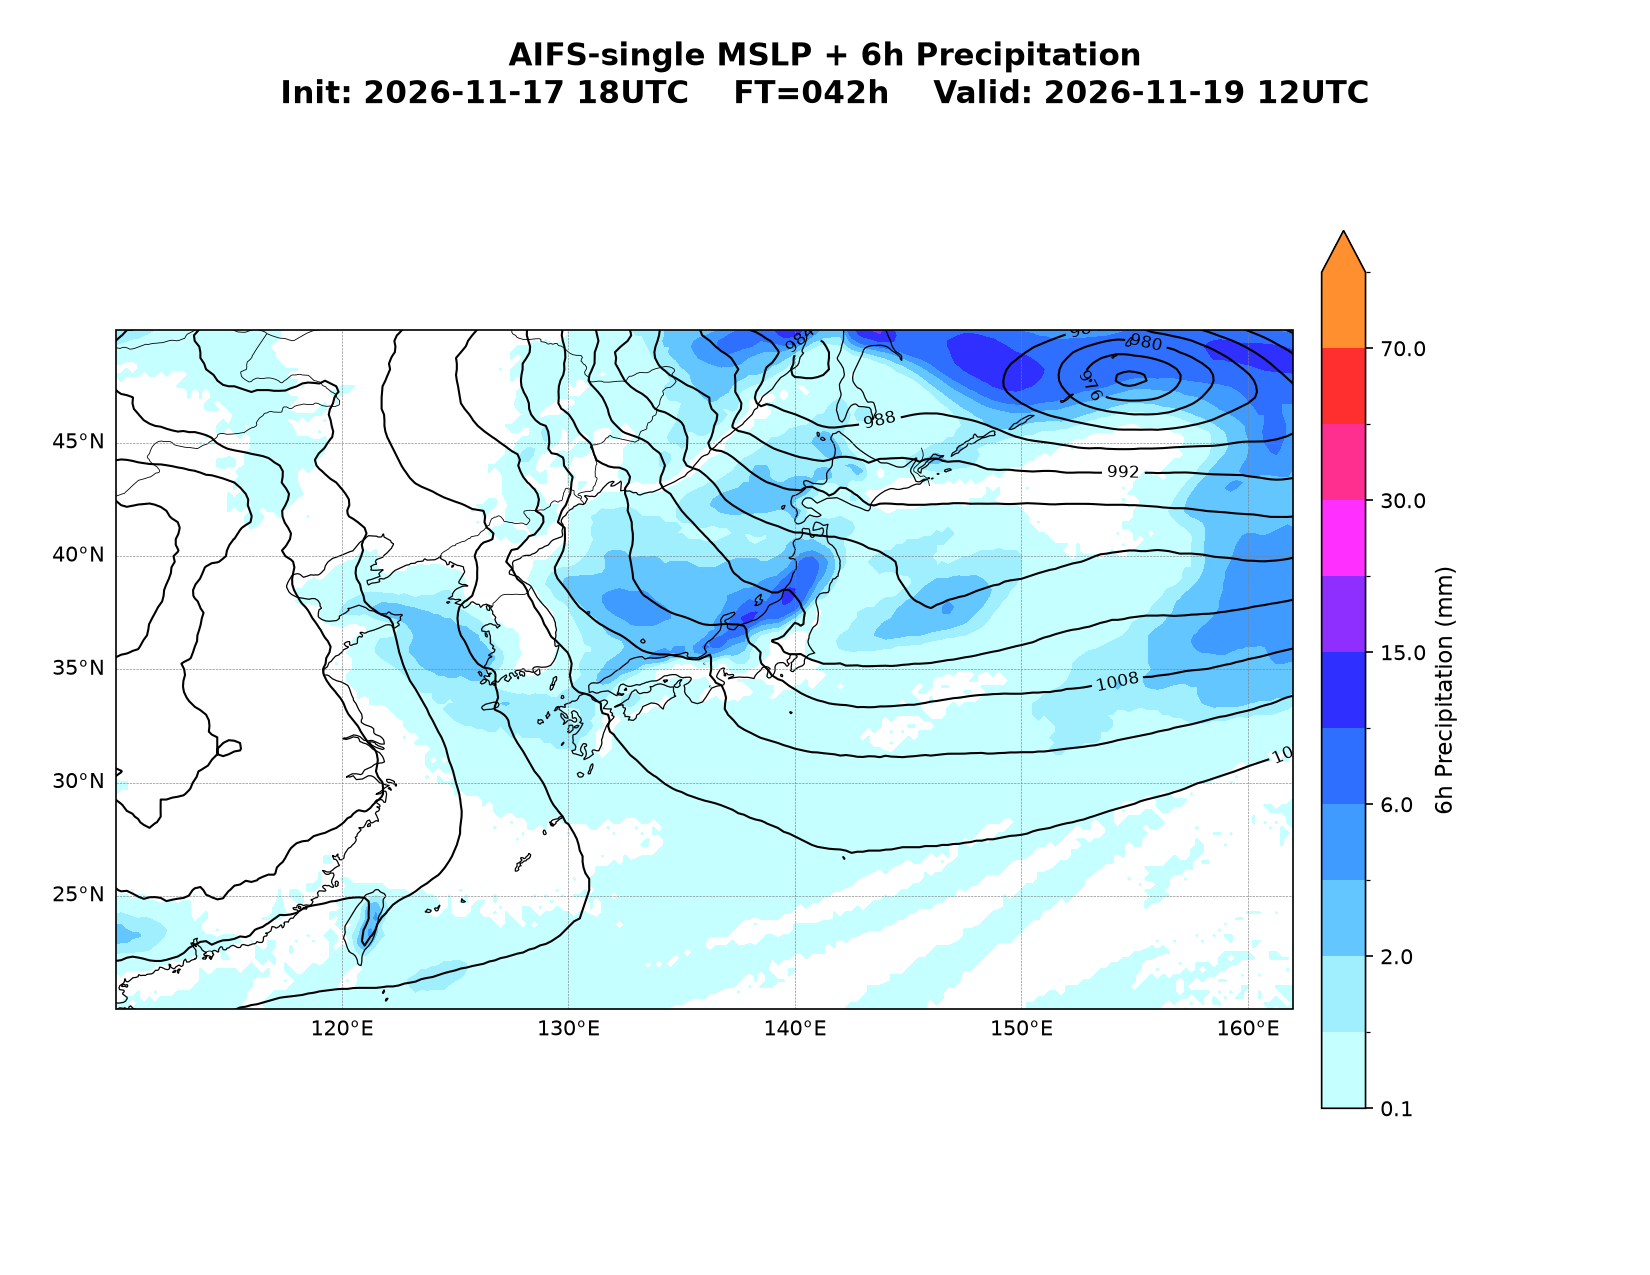 AIFS-single MSLP + 6h Precipitation
Init: 2026-11-17 18UTC    FT=042h    Valid: 2026-11-19 12UTC
984
980
976
988
992
1008
10
45°N
40°N
35°N
30°N
25°N
120°E
130°E
140°E
150°E
160°E
70.0
30.0
15.0
6.0
2.0
0.1
6h Precipitation (mm)